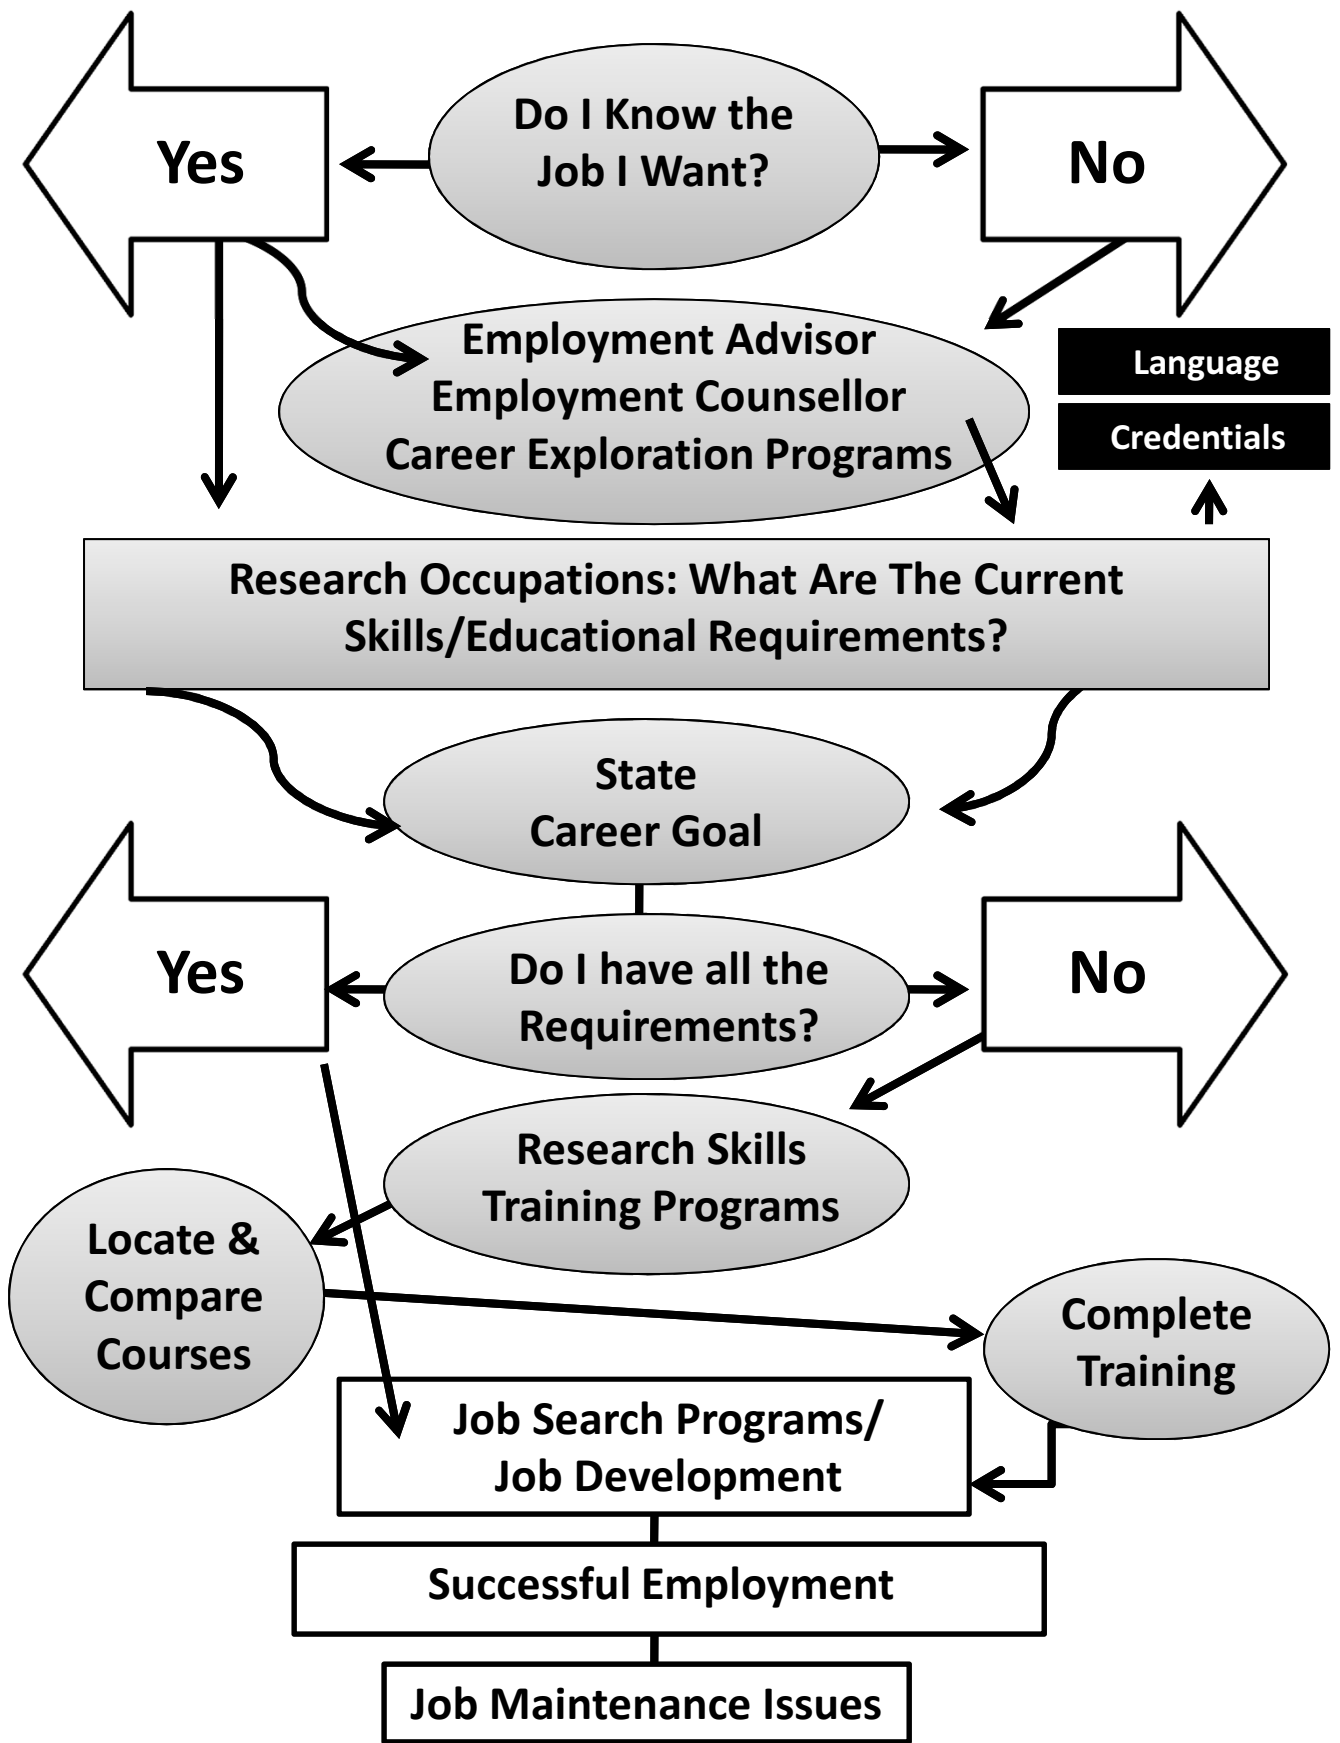 Yes
Do I Know the
Job I Want?
No
Employment Advisor
Employment Counsellor
Career Exploration Programs
Language
Credentials
Research Occupations: What Are The Current
Skills/Educational Requirements?
State
Career Goal
Yes
Do I have all the
Requirements?
No
Research Skills
Training Programs
Locate &
Compare
Courses
Complete
Training
Job Search Programs/
Job Development
Successful Employment
Job Maintenance Issues